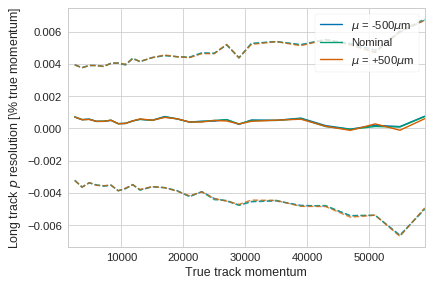 0.006
0.004
0.002
0.000
−0.002
−0.004
−0.006
Long track p resolution [\% true momentum]
μ = -500μm
Nominal
μ = +500μm
10000 20000 30000 40000 50000
True track momentum